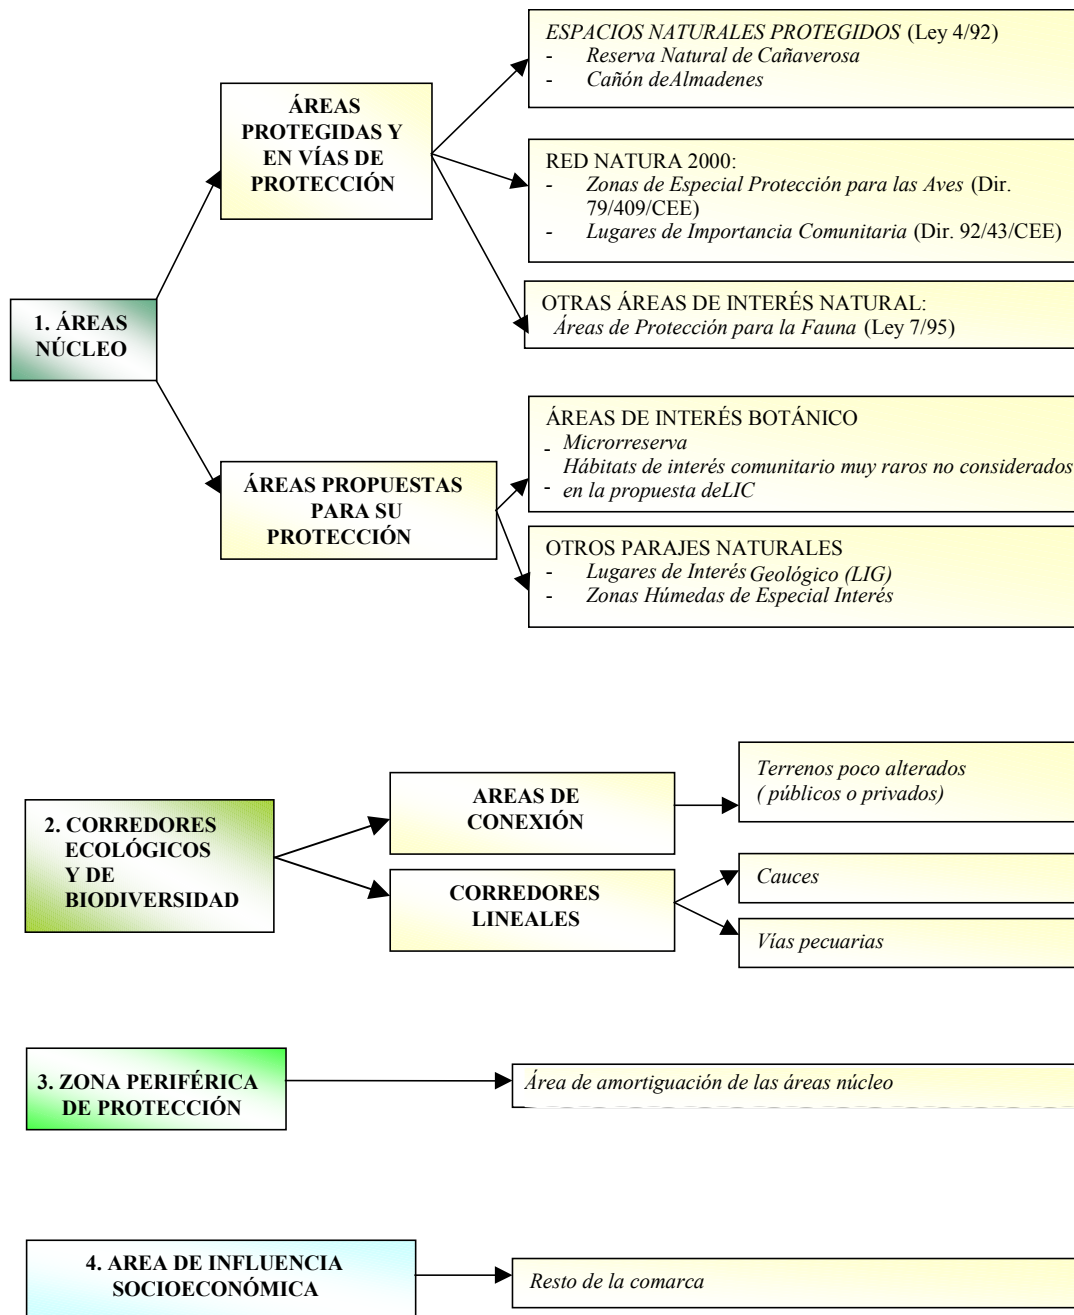 ESPACIOS NATURALES PROTEGIDOS (Ley 4/92)
- Reserva Natural de Cañaverosa
- Cañón deAlmadenes
ÁREAS
PROTEGIDAS Y
EN VÍAS DE
PROTECCIÓN
RED NATURA 2000:
- Zonas de Especial Protección para las Aves (Dir.
79/409/CEE)
- Lugares de Importancia Comunitaria (Dir. 92/43/CEE)
OTRAS ÁREAS DE INTERÉS NATURAL:
Áreas de Protección para la Fauna (Ley 7/95)
1. ÁREAS
NÚCLEO
ÁREAS DE INTERÉS BOTÁNICO
- Microrreserva
Hábitats de interés comunitario muy raros no considerados
- en la propuesta deLIC
ÁREAS PROPUESTAS
PARA SU
PROTECCIÓN
OTROS PARAJES NATURALES
- Lugares de Interés Geológico (LIG)
- Zonas Húmedas de Especial Interés
2. CORREDORES
ECOLÓGICOS
Y DE
BIODIVERSIDAD
AREAS DE
CONEXIÓN
Terrenos poco alterados
( públicos o privados)
CORREDORES
LINEALES
Cauces
Vías pecuarias
3. ZONA PERIFÉRICA
DE PROTECCIÓN
Área de amortiguación de las áreas núcleo
4. AREA DE INFLUENCIA
SOCIOECONÓMICA
Resto de la comarca